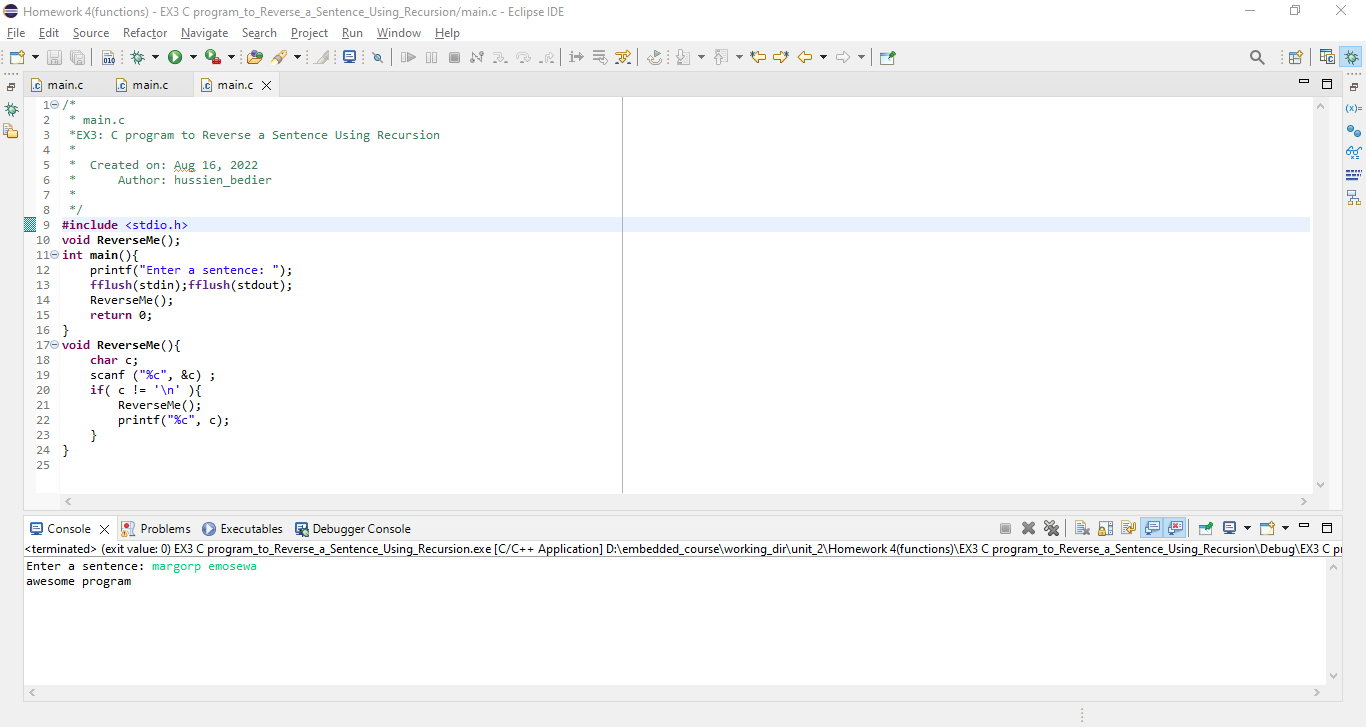 Homework 4(functions) - EX3 C program_to_Reverse_a_Sentence_Using_Recursion/main.c - Eclipse IDE
File Edit Source Refactor Navigate Search Project Run Window Help
main.c main.c main.c
1 /*
2 * main.c
3 *EX3: C program to Reverse a Sentence Using Recursion
4 *
5 * Created on: Aug 16, 2022
6 * Author: hussien_bedier
7 *
8 */
9 #include <stdio.h>
10 void ReverseMe();
11 int main(){
12 printf("Enter a sentence: ");
13 fflush(stdin);fflush(stdout);
14 ReverseMe();
15 return 0;
16 }
17 void ReverseMe(){
18 char c;
19 scanf ("%c", &c) ;
20 if( c != '\n' ){
21 ReverseMe();
22 printf("%c", c);
23 }
24 }
25
Console Problems Executables Debugger Console
<terminated> (exit value: 0) EX3 C program_to_Reverse_a_Sentence_Using_Recursion.exe [C/C++ Application] D:\embedded_course\working_dir\unit_2\Homework 4(functions)\EX3 C program_to_Reverse_a_Sentence_Using_Recursion\Debug\EX3 C pr
Enter a sentence: margorp emosewa
awesome program